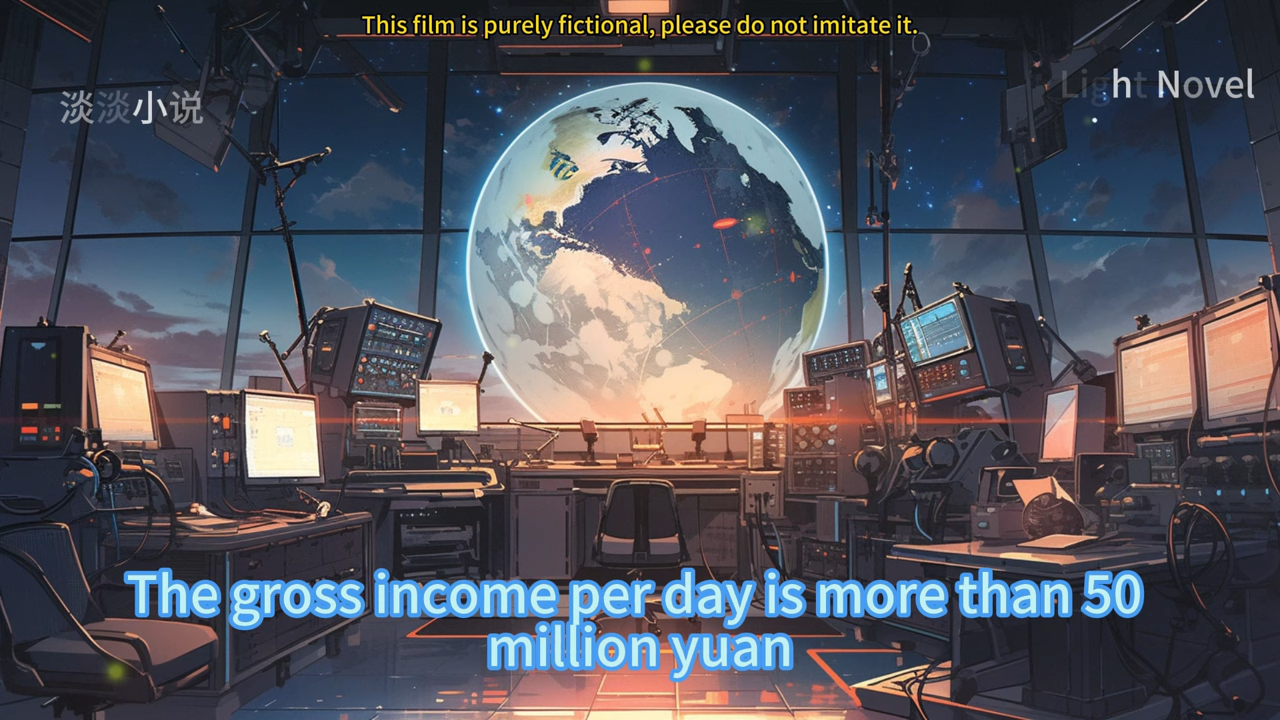 This film is purely fictional, please do not imitate it.
淡淡小说
Light Novel
The gross income per day is more than 50
million yuan